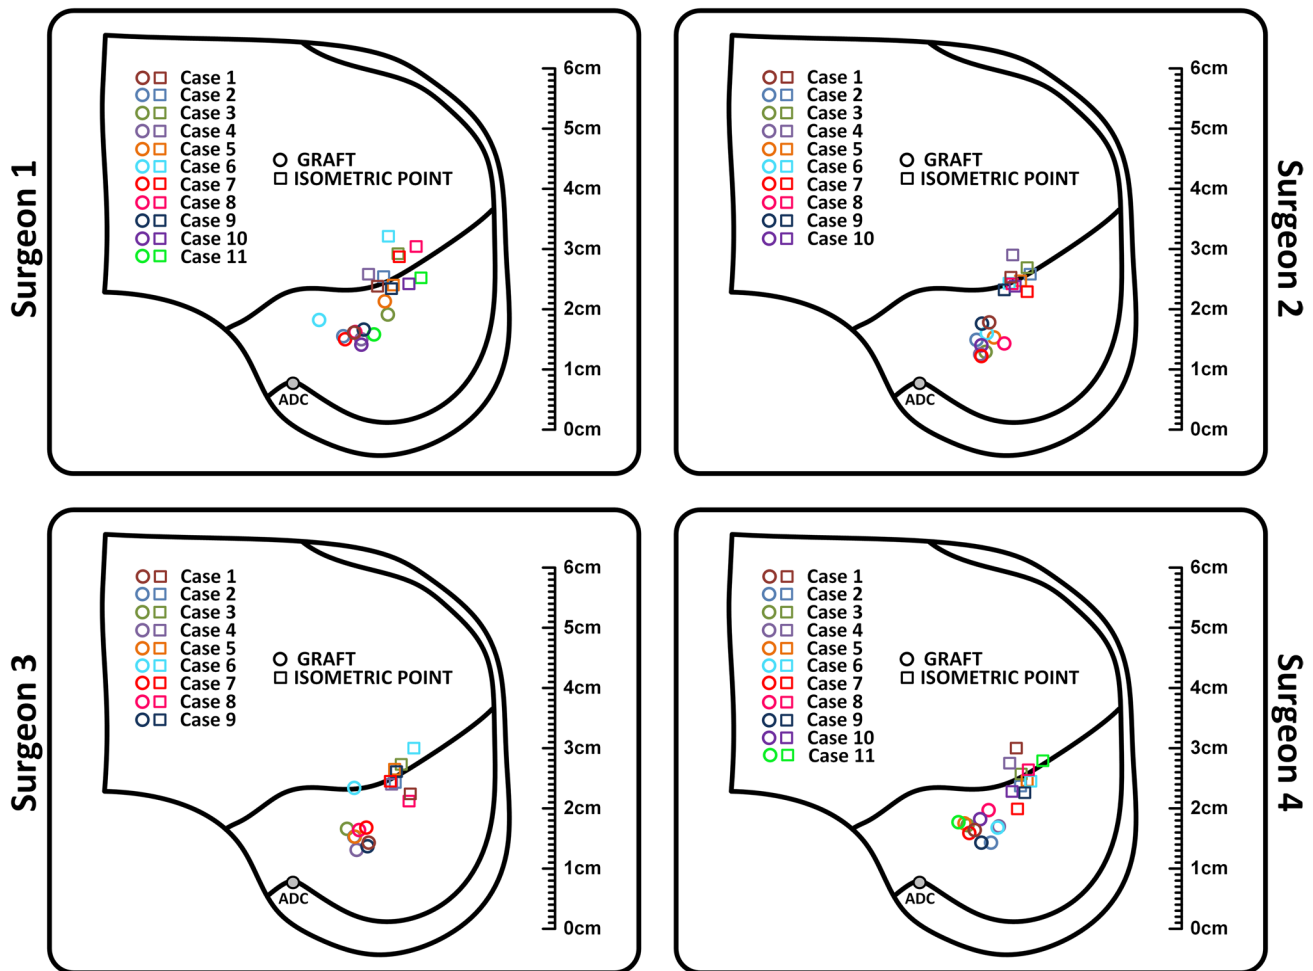 Surgeon 1
Case 1
Case 2
Case 3
Case 4
Case 5
Case 6
Case 7
Case 8
Case 9
Case 10
Case 11
GRAFT
ISOMETRIC POINT
ADC
6cm
5cm
4cm
3cm
2cm
1cm
0cm
Surgeon 2
Case 1
Case 2
Case 3
Case 4
Case 5
Case 6
Case 7
Case 8
Case 9
Case 10
GRAFT
ISOMETRIC POINT
ADC
6cm
5cm
4cm
3cm
2cm
1cm
0cm
Surgeon 3
Case 1
Case 2
Case 3
Case 4
Case 5
Case 6
Case 7
Case 8
Case 9
GRAFT
ISOMETRIC POINT
ADC
6cm
5cm
4cm
3cm
2cm
1cm
0cm
Surgeon 4
Case 1
Case 2
Case 3
Case 4
Case 5
Case 6
Case 7
Case 8
Case 9
Case 10
Case 11
GRAFT
ISOMETRIC POINT
ADC
6cm
5cm
4cm
3cm
2cm
1cm
0cm